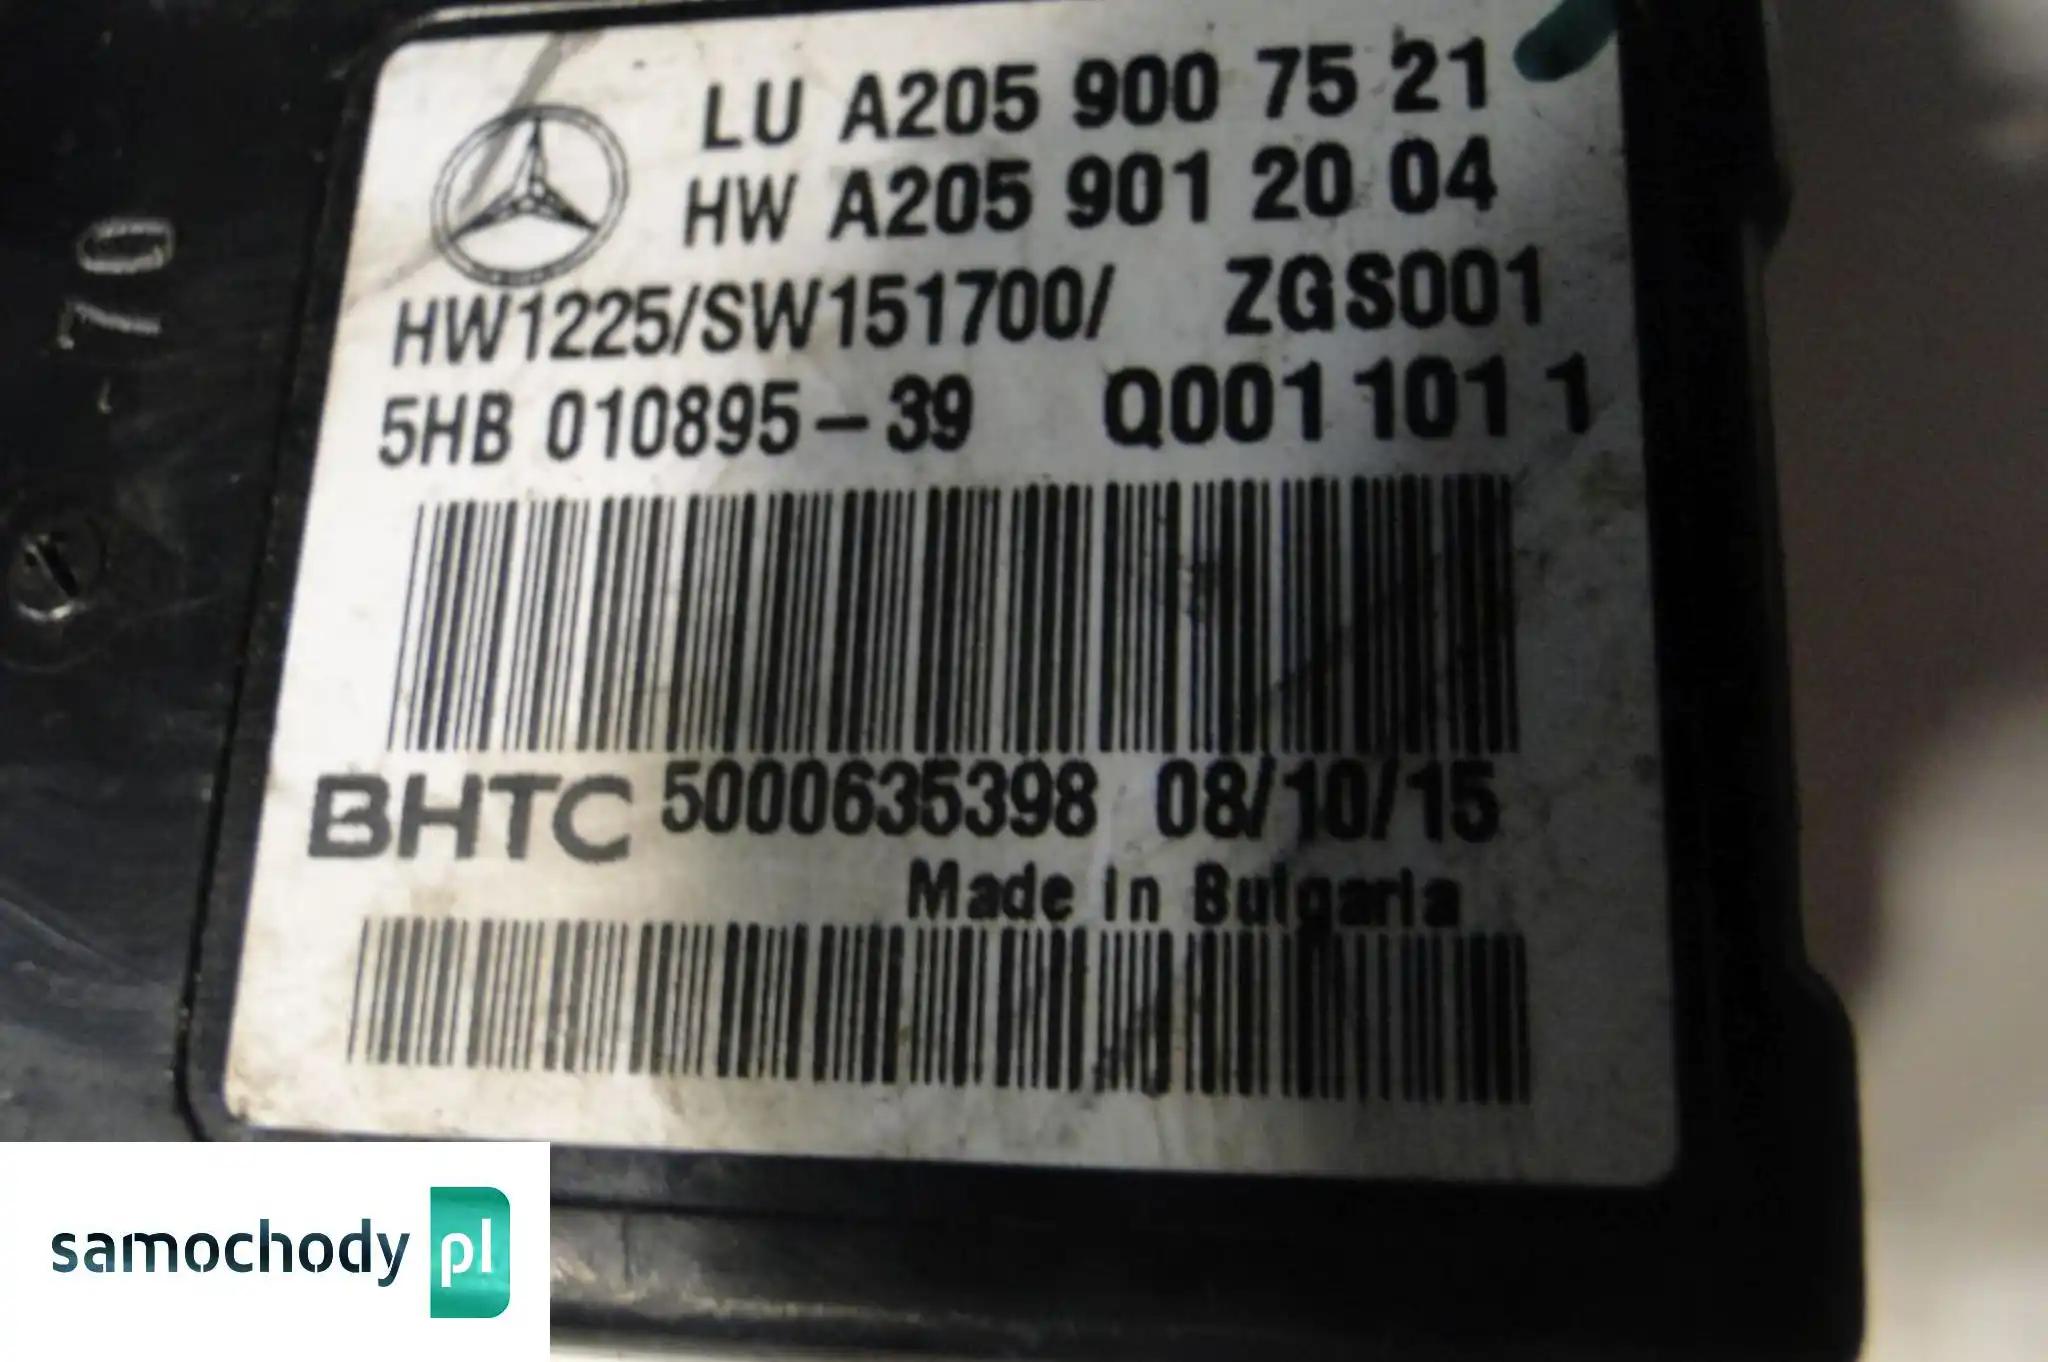 LU A205 900 75 21
HW A205 901 20 04
HW1225/SW151700/ ZGS001
5HB 010895-39 Q001 101 1
BHTC 5000635398 08/10/15
Made in Bulgaria
70
samochody pl